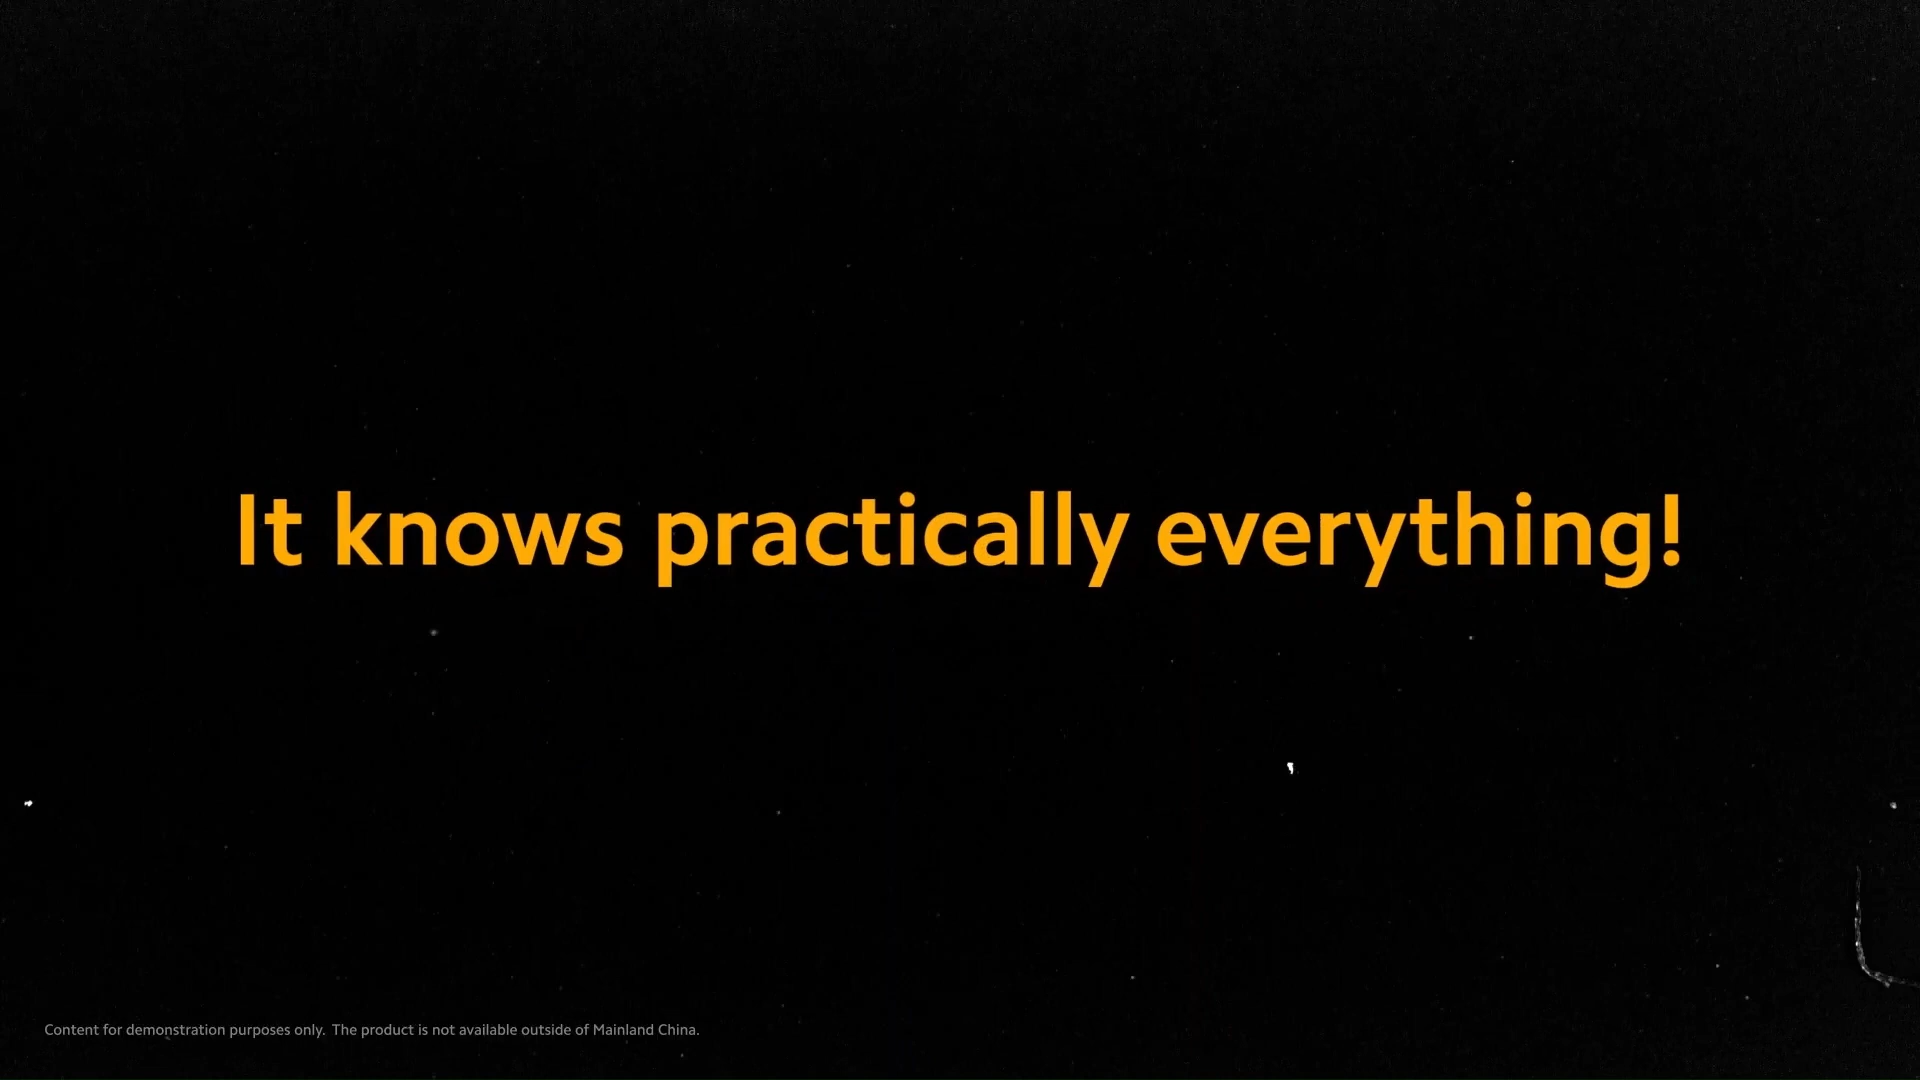 It knows practically everything!
Content for demonstration purposes only. The product is not available outside of Mainland China.